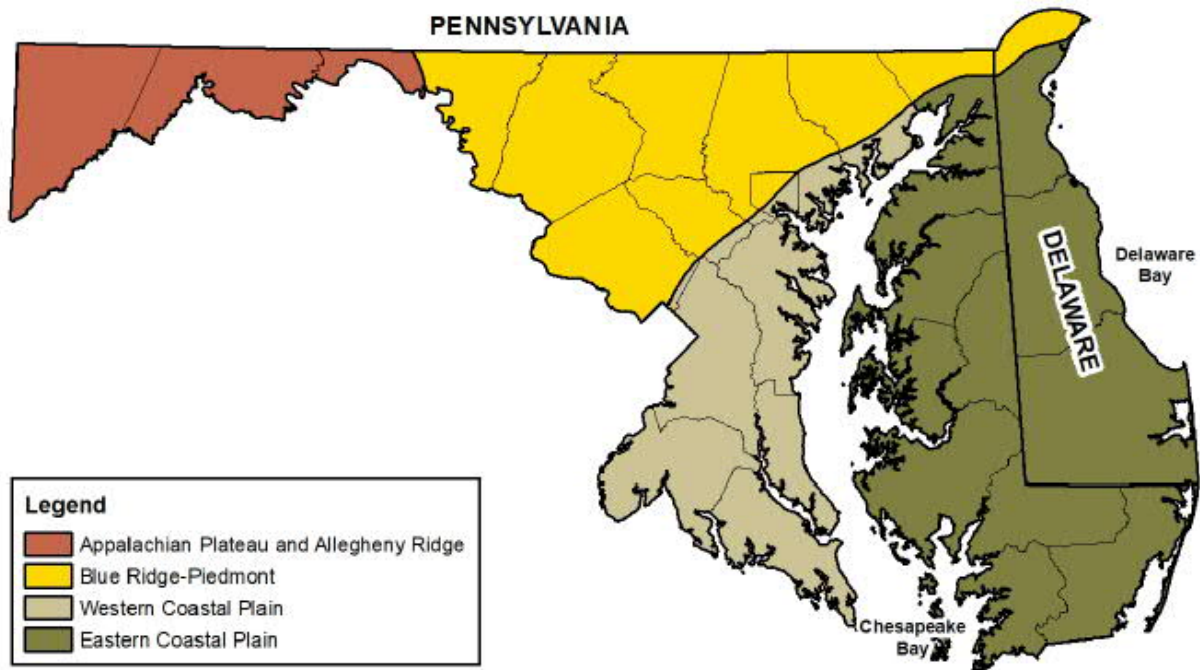 PENNSYLVANIA
DELAWARE
Delaware
Bay
Legend
Appalachian Plateau and Allegheny Ridge
Blue Ridge-Piedmont
Western Coastal Plain
Eastern Coastal Plain
Chesapeake
Bay